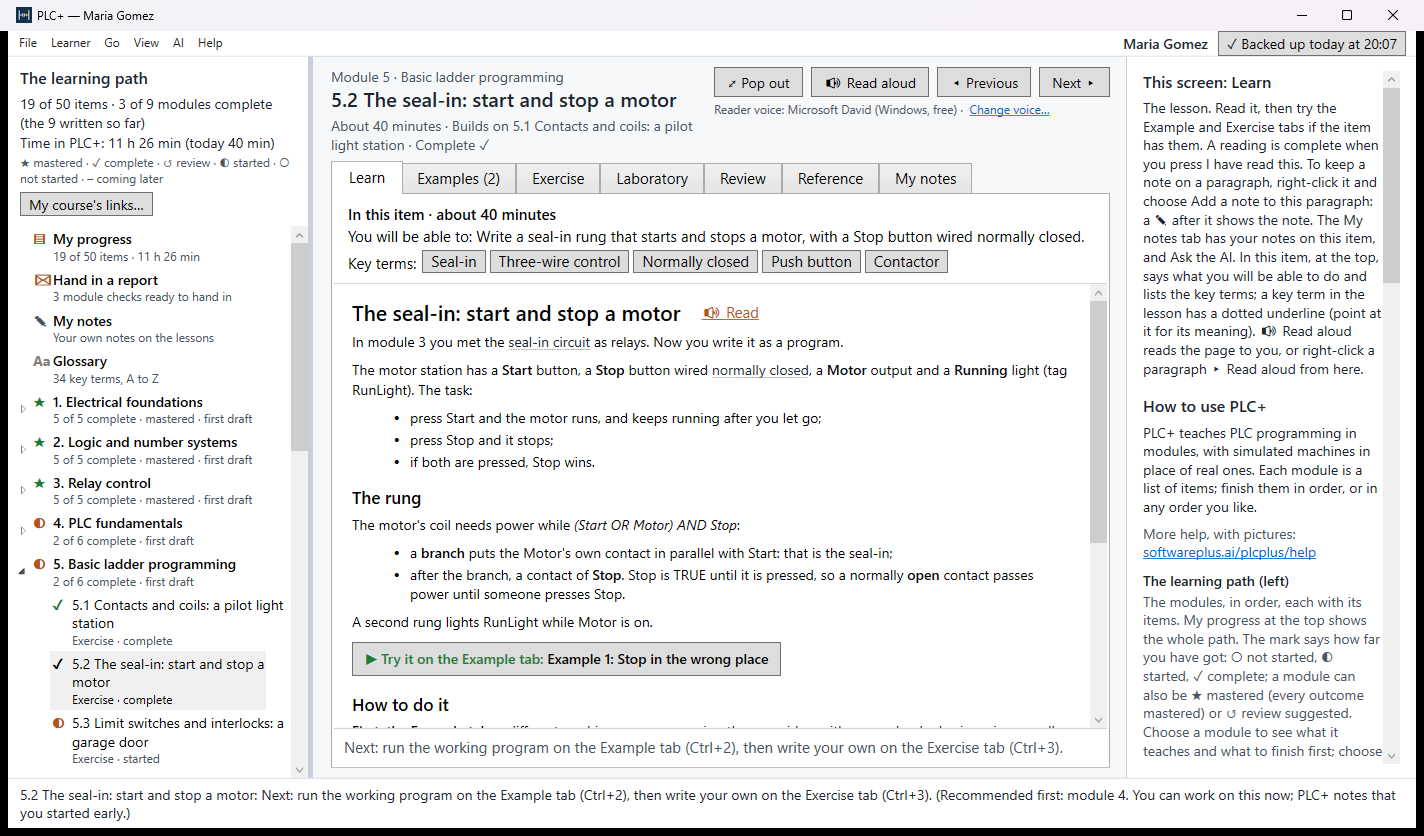 PLC+ — Maria Gomez
File Learner Go View AI Help
Maria Gomez ✓ Backed up today at 20:07
The learning path
19 of 50 items · 3 of 9 modules complete
(the 9 written so far)
Time in PLC+: 11 h 26 min (today 40 min)
★ mastered · ✓ complete · ↺ review · ◐ started · ○
not started · – coming later
My course's links...
My progress
19 of 50 items · 11 h 26 min
Hand in a report
3 module checks ready to hand in
My notes
Your own notes on the lessons
Aa Glossary
34 key terms, A to Z
★ 1. Electrical foundations
5 of 5 complete · mastered · first draft
★ 2. Logic and number systems
5 of 5 complete · mastered · first draft
★ 3. Relay control
5 of 5 complete · mastered · first draft
◐ 4. PLC fundamentals
2 of 6 complete · first draft
◐ 5. Basic ladder programming
2 of 6 complete · first draft
✓ 5.1 Contacts and coils: a pilot light
station
Exercise · complete
✓ 5.2 The seal-in: start and stop a
motor
Exercise · complete
◐ 5.3 Limit switches and interlocks: a
garage door
Exercise · started
Module 5 · Basic ladder programming
5.2 The seal-in: start and stop a motor
About 40 minutes · Builds on 5.1 Contacts and coils: a pilot
light station · Complete ✓
Pop out Read aloud Previous Next
Reader voice: Microsoft David (Windows, free) · Change voice...
Learn Examples (2) Exercise Laboratory Review Reference My notes
In this item · about 40 minutes
You will be able to: Write a seal-in rung that starts and stops a motor, with a Stop button wired normally closed.
Key terms: Seal-in Three-wire control Normally closed Push button Contactor
The seal-in: start and stop a motor Read
In module 3 you met the seal-in circuit as relays. Now you write it as a program.
The motor station has a Start button, a Stop button wired normally closed, a Motor output and a Running light (tag
RunLight). The task:
• press Start and the motor runs, and keeps running after you let go;
• press Stop and it stops;
• if both are pressed, Stop wins.
The rung
The motor's coil needs power while (Start OR Motor) AND Stop:
• a branch puts the Motor's own contact in parallel with Start: that is the seal-in;
• after the branch, a contact of Stop. Stop is TRUE until it is pressed, so a normally open contact passes
power until someone presses Stop.
A second rung lights RunLight while Motor is on.
▶ Try it on the Example tab: Example 1: Stop in the wrong place
How to do it
Next: run the working program on the Example tab (Ctrl+2), then write your own on the Exercise tab (Ctrl+3).
This screen: Learn
The lesson. Read it, then try the
Example and Exercise tabs if the item
has them. A reading is complete when
you press I have read this. To keep a
note on a paragraph, right-click it and
choose Add a note to this paragraph:
a ✎ after it shows the note. The My
notes tab has your notes on this item,
and Ask the AI. In this item, at the top,
says what you will be able to do and
lists the key terms; a key term in the
lesson has a dotted underline (point at
it for its meaning). 🔊 Read aloud
reads the page to you, or right-click a
paragraph ‣ Read aloud from here.
How to use PLC+
PLC+ teaches PLC programming in
modules, with simulated machines in
place of real ones. Each module is a
list of items; finish them in order, or in
any order you like.
More help, with pictures:
softwareplus.ai/plcplus/help
The learning path (left)
The modules, in order, each with its
items. My progress at the top shows
the whole path. The mark says how far
you have got: ○ not started, ◐
started, ✓ complete; a module can
also be ★ mastered (every outcome
mastered) or ↺ review suggested.
Choose a module to see what it
teaches and what to finish first; choose
5.2 The seal-in: start and stop a motor: Next: run the working program on the Example tab (Ctrl+2), then write your own on the Exercise tab (Ctrl+3). (Recommended first: module 4. You can work on this now; PLC+ notes that
you started early.)